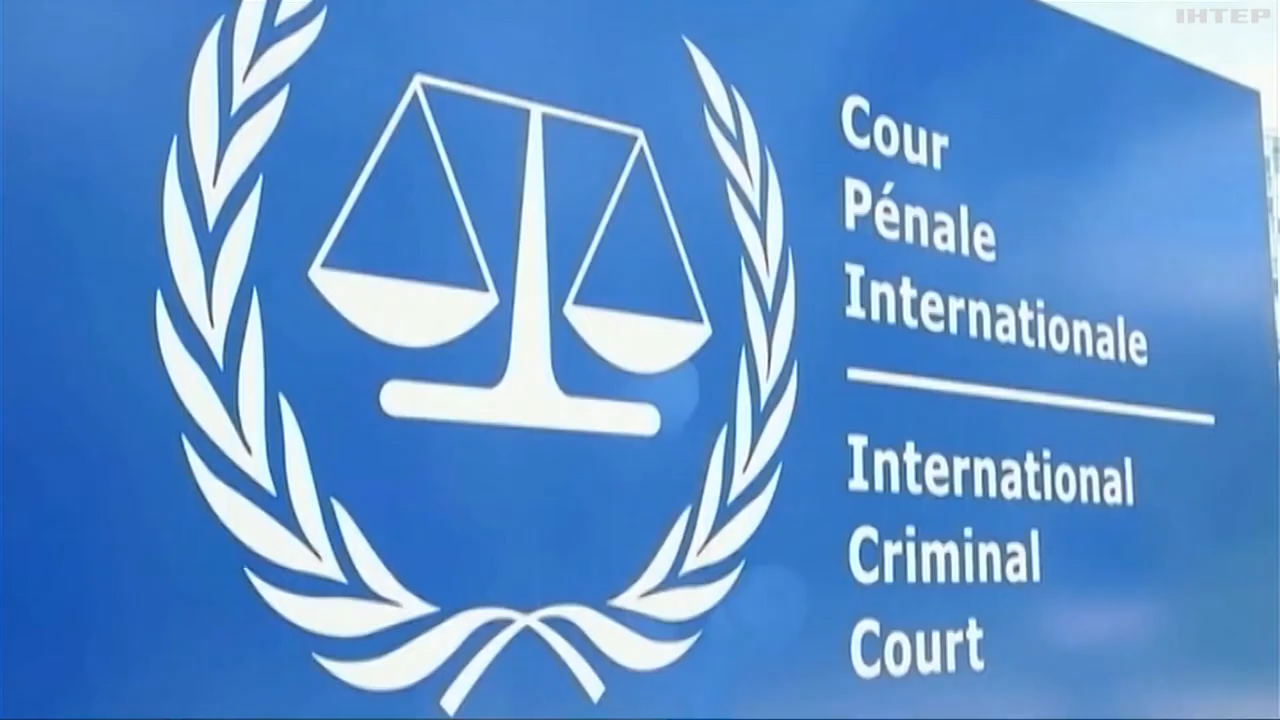 ІНТЕР
Cour
Pénale
Internationale
International
Criminal
Court